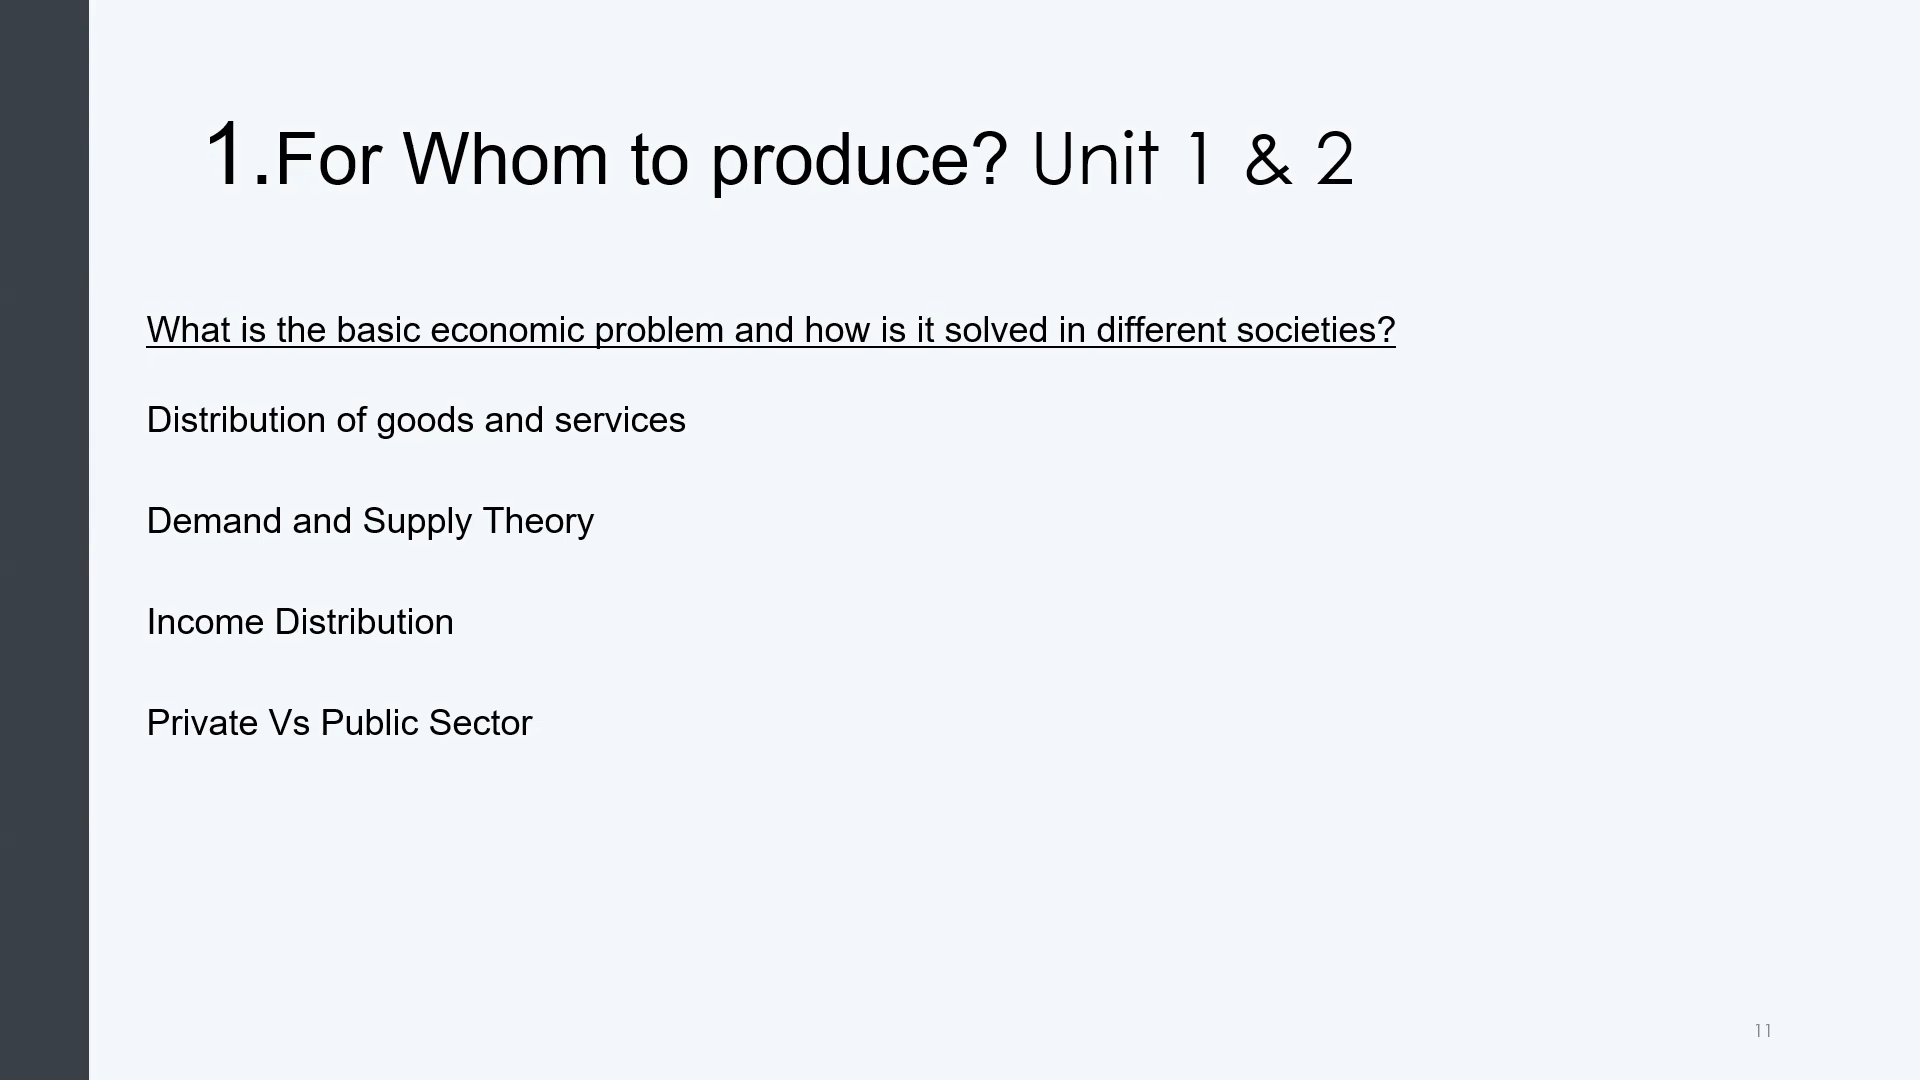 1.For Whom to produce? Unit 1 & 2
What is the basic economic problem and how is it solved in different societies?
Distribution of goods and services
Demand and Supply Theory
Income Distribution
Private Vs Public Sector
11